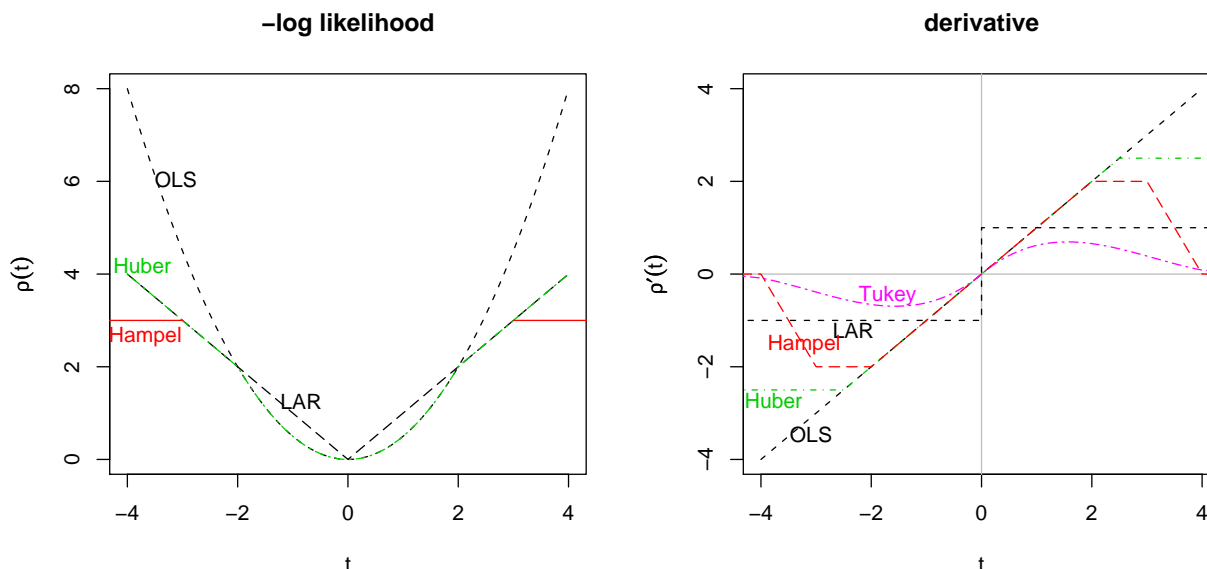 −log likelihood
ρ(t)
8
6
4
2
0
OLS
Huber
Hampel
LAR
−4 −2 0 2 4
t
derivative
ρ′(t)
4
2
0
−2
−4
Tukey
LAR
Hampel
Huber
OLS
−4 −2 0 2 4
t